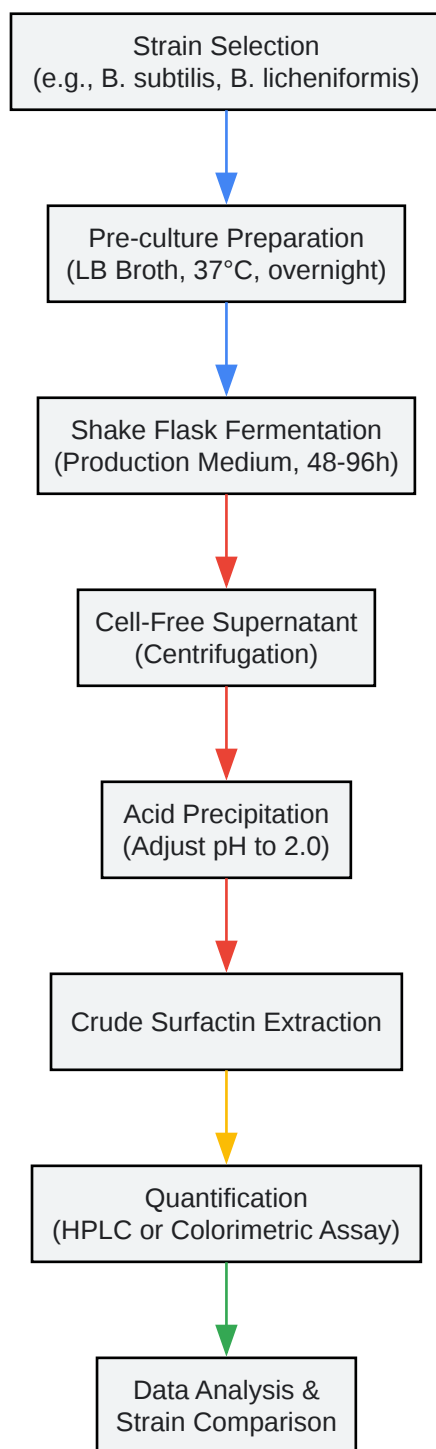 Strain Selection
(e.g., B. subtilis, B. licheniformis)
Pre-culture Preparation
(LB Broth, 37°C, overnight)
Shake Flask Fermentation
(Production Medium, 48-96h)
Cell-Free Supernatant
(Centrifugation)
Acid Precipitation
(Adjust pH to 2.0)
Crude Surfactin Extraction
Quantification
(HPLC or Colorimetric Assay)
Data Analysis &
Strain Comparison